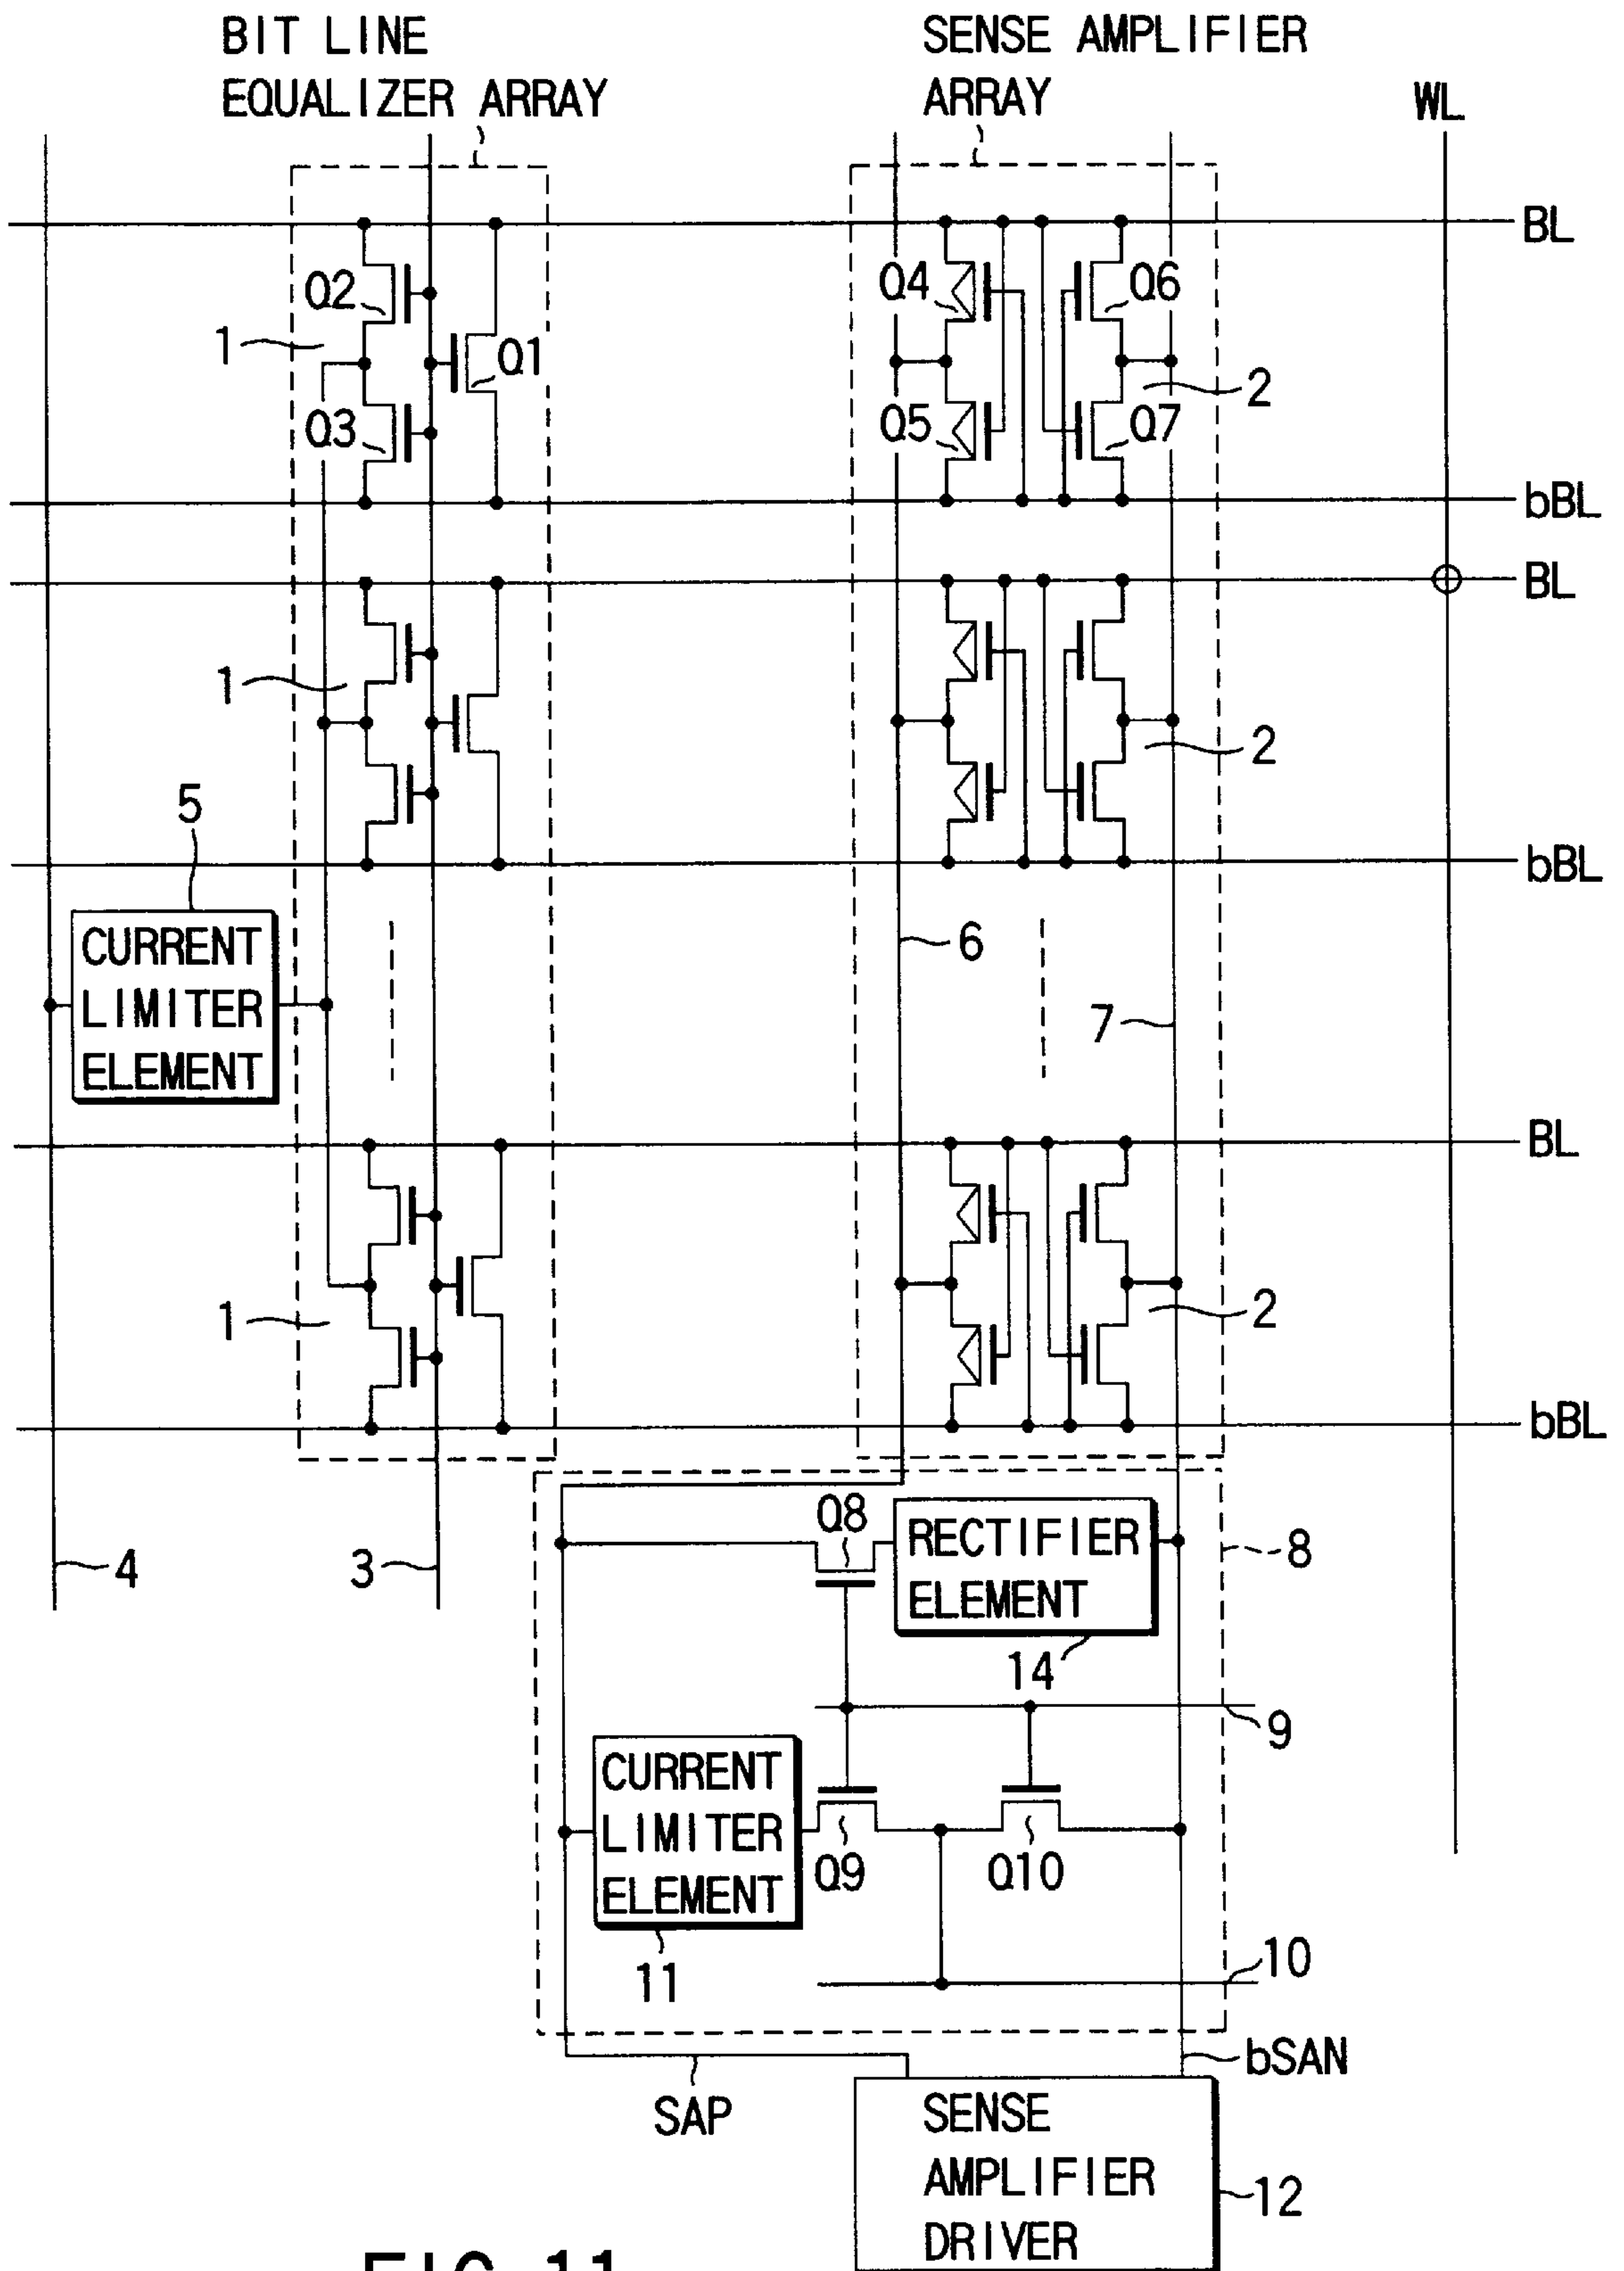 BIT LINE
EQUALIZER ARRAY
SENSE AMPLIFIER
ARRAY
WL
BL
Q2
Q4
Q6
1
Q1
2
Q3
Q5
Q7
bBL
BL
1
2
5
bBL
CURRENT
LIMITER
ELEMENT
6
7
BL
1
2
bBL
4
3
Q8
RECTIFIER
ELEMENT
8
14
9
CURRENT
LIMITER
ELEMENT
Q9
Q10
11
10
SAP
bSAN
SENSE
AMPLIFIER
DRIVER
12
FIG. 11